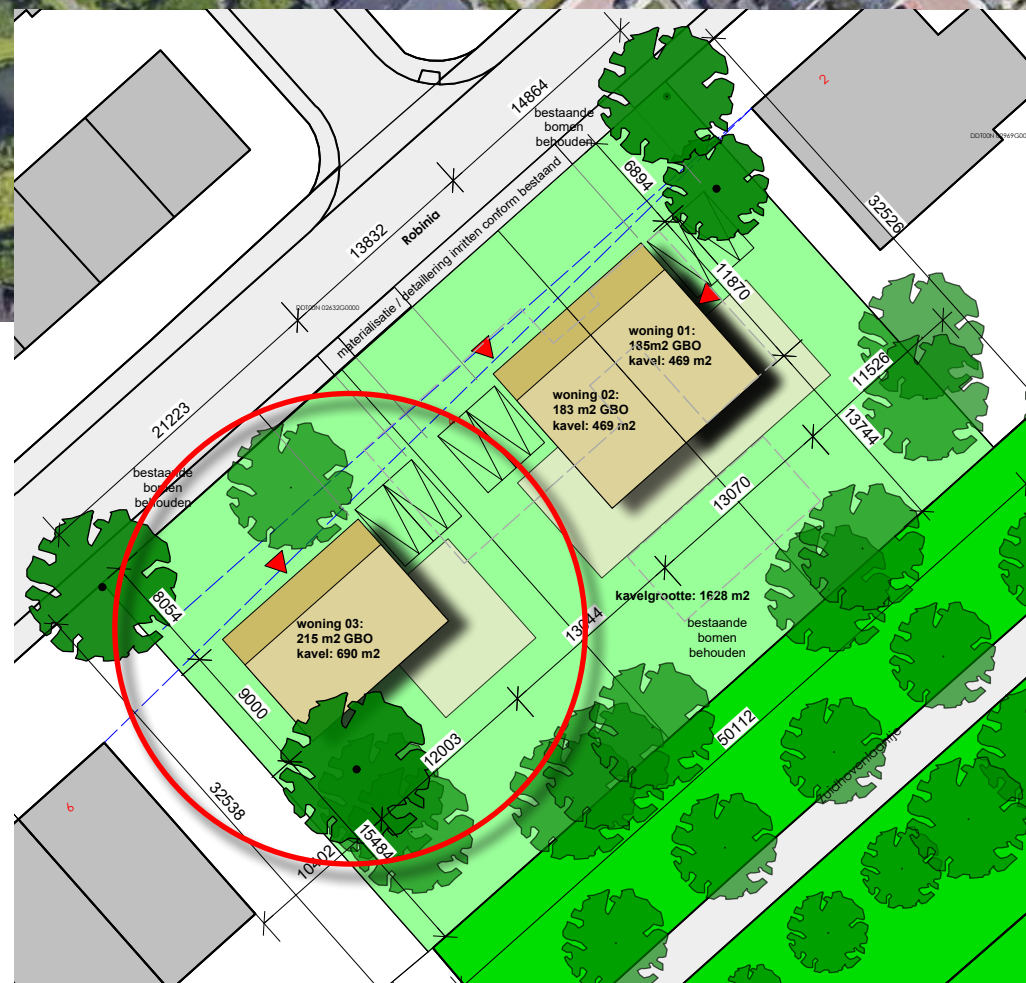 2
14864
bestaande
bomen
behouden
6894
32526
13832
Robinia
materialisatie / detaillering inritten conform bestaand
11870
woning 01:
185m2 GBO
kavel: 469 m2
11526
woning 02:
183 m2 GBO
kavel: 469 m2
13744
21223
bestaande
bomen
behouden
13070
kavelgrootte: 1628 m2
bestaande
bomen
behouden
8054
woning 03:
215 m2 GBO
kavel: 690 m2
9000
12003
50112
32538
15484
10402